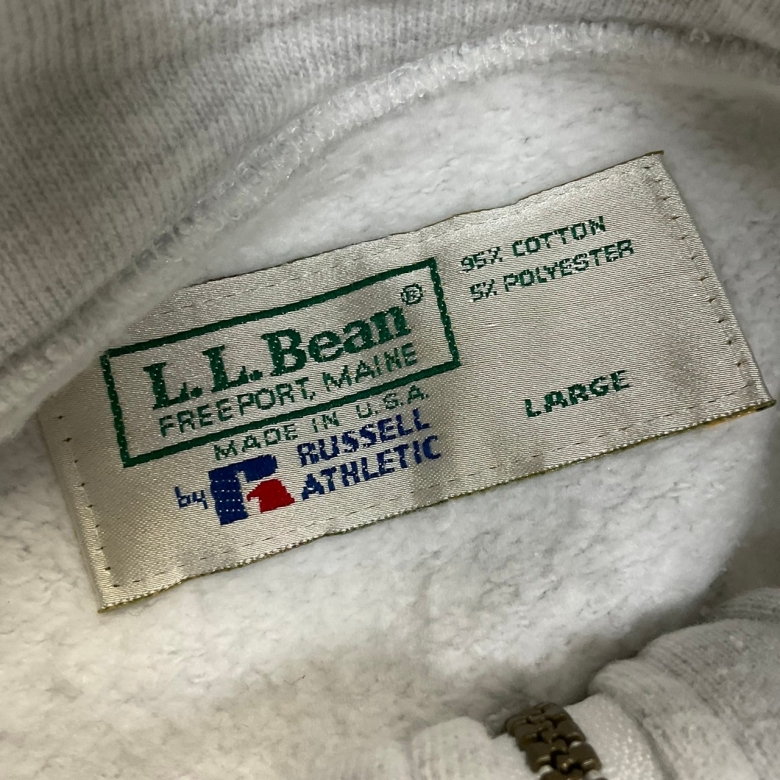 L.L.Bean®
FREEPORT, MAINE
MADE IN U.S.A.
by RUSSELL
ATHLETIC
95% COTTON
5% POLYESTER
LARGE